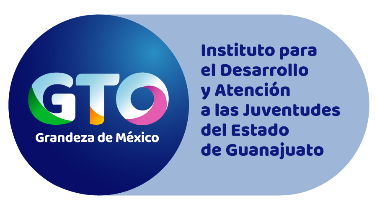 GTO
Grandeza de México
Instituto para
el Desarrollo
y Atención
a las Juventudes
del Estado
de Guanajuato